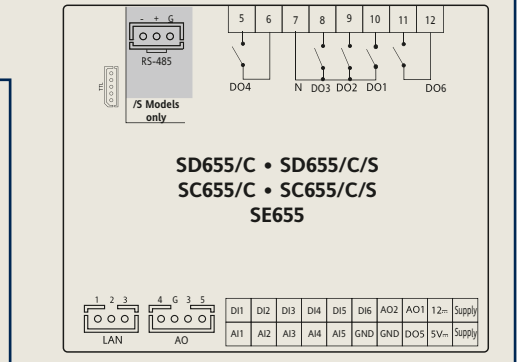 - + G
5 6 7 8 9 10 11 12
RS-485
TTL
/S Models
only
DO4 N DO3 DO2 DO1 DO6
SD655/C • SD655/C/S
SC655/C • SC655/C/S
SE655
1 2 3 4 G 3 5
DI1 DI2 DI3 DI4 DI5 DI6 AO2 AO1 12⎓ Supply
AI1 AI2 AI3 AI4 AI5 GND GND DO5 5V⎓ Supply
LAN AO